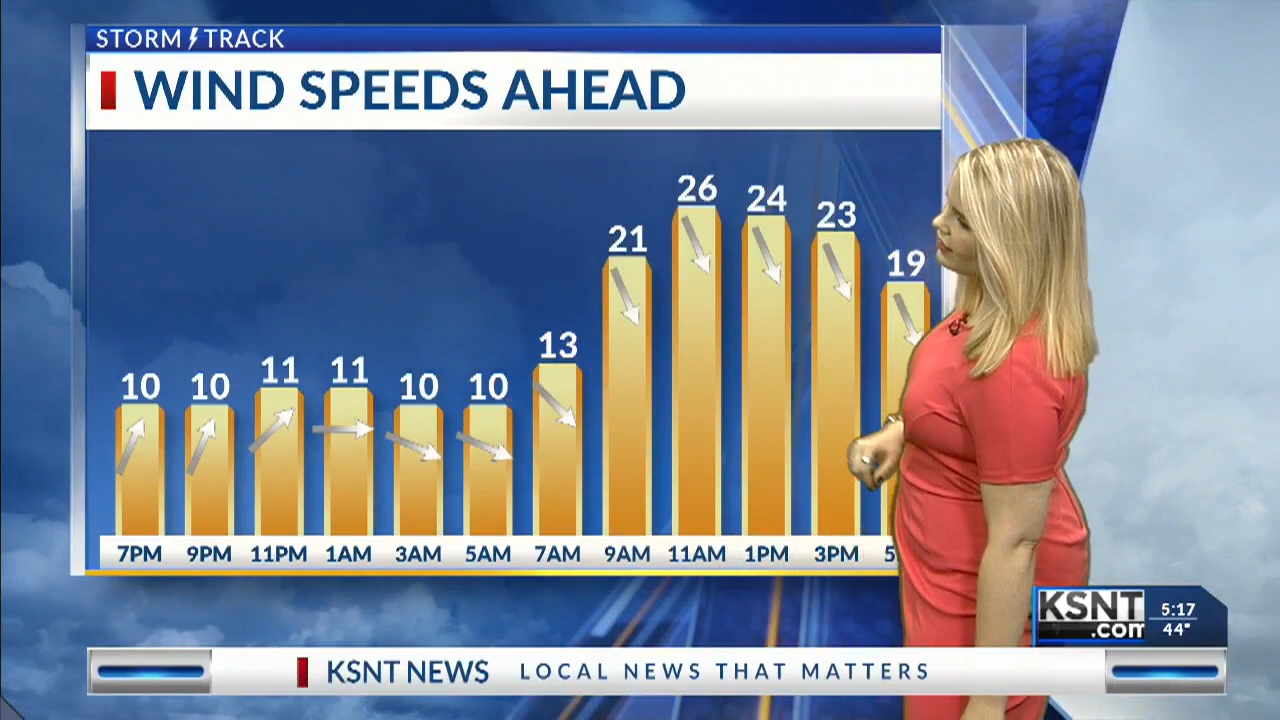 STORM TRACK
WIND SPEEDS AHEAD
10 10 11 11 10 10 13 21 26 24 23 19
7PM 9PM 11PM 1AM 3AM 5AM 7AM 9AM 11AM 1PM 3PM 5
KSNT
.com
5:17
44°
KSNT NEWS LOCAL NEWS THAT MATTERS